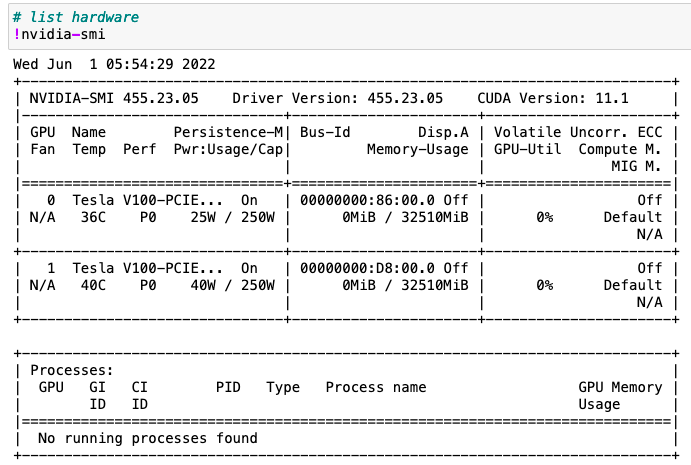 # list hardware
!nvidia-smi
Wed Jun  1 05:54:29 2022
+-----------------------------------------------------------------------------+
| NVIDIA-SMI 455.23.05    Driver Version: 455.23.05    CUDA Version: 11.1     |
|-------------------------------+----------------------+----------------------+
| GPU  Name        Persistence-M| Bus-Id        Disp.A | Volatile Uncorr. ECC |
| Fan  Temp  Perf  Pwr:Usage/Cap|         Memory-Usage | GPU-Util  Compute M. |
|                               |                      |               MIG M. |
|===============================+======================+======================|
|   0  Tesla V100-PCIE...  On   | 00000000:86:00.0 Off |                  Off |
| N/A   36C    P0    25W / 250W |      0MiB / 32510MiB |      0%      Default |
|                               |                      |                  N/A |
+-------------------------------+----------------------+----------------------+
|   1  Tesla V100-PCIE...  On   | 00000000:D8:00.0 Off |                  Off |
| N/A   40C    P0    40W / 250W |      0MiB / 32510MiB |      0%      Default |
|                               |                      |                  N/A |
+-------------------------------+----------------------+----------------------+

+-----------------------------------------------------------------------------+
| Processes:                                                                  |
|  GPU   GI   CI        PID   Type   Process name                  GPU Memory |
|        ID   ID                                                   Usage      |
|=============================================================================|
|  No running processes found                                                 |
+-----------------------------------------------------------------------------+